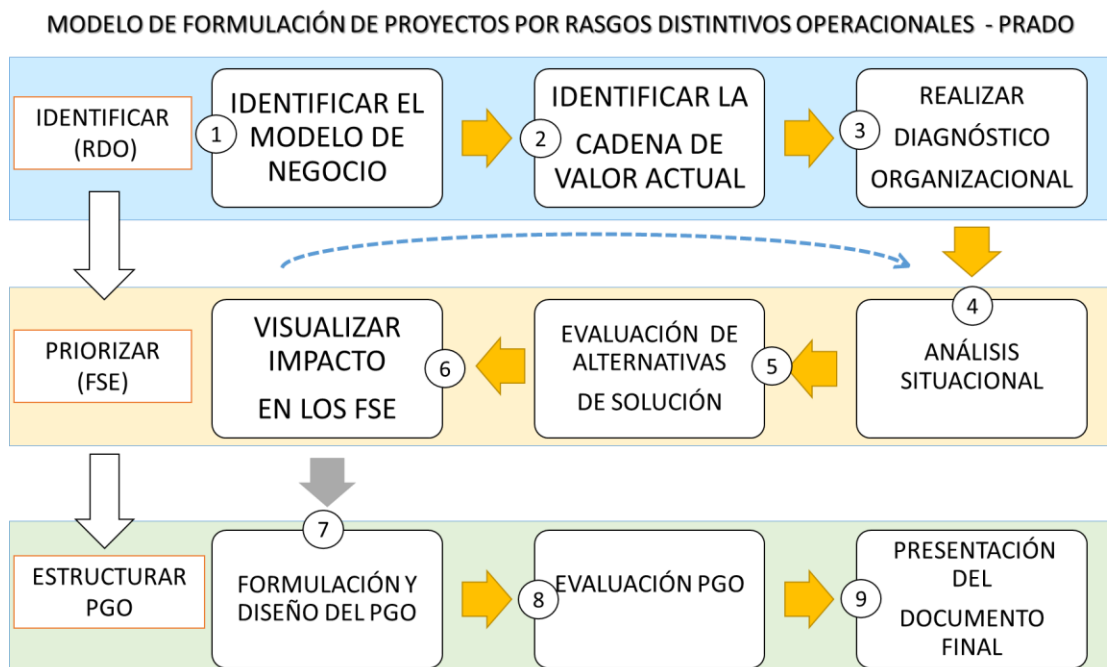 MODELO DE FORMULACIÓN DE PROYECTOS POR RASGOS DISTINTIVOS OPERACIONALES - PRADO
IDENTIFICAR
(RDO)
1
IDENTIFICAR EL
MODELO DE
NEGOCIO
2
IDENTIFICAR LA
CADENA DE
VALOR ACTUAL
3
REALIZAR
DIAGNÓSTICO
ORGANIZACIONAL
PRIORIZAR
(FSE)
4
ANÁLISIS
SITUACIONAL
5
EVALUACIÓN DE
ALTERNATIVAS
DE SOLUCIÓN
6
VISUALIZAR
IMPACTO
EN LOS FSE
ESTRUCTURAR
PGO
7
FORMULACIÓN Y
DISEÑO DEL PGO
8
EVALUACIÓN PGO
9
PRESENTACIÓN
DEL
DOCUMENTO
FINAL